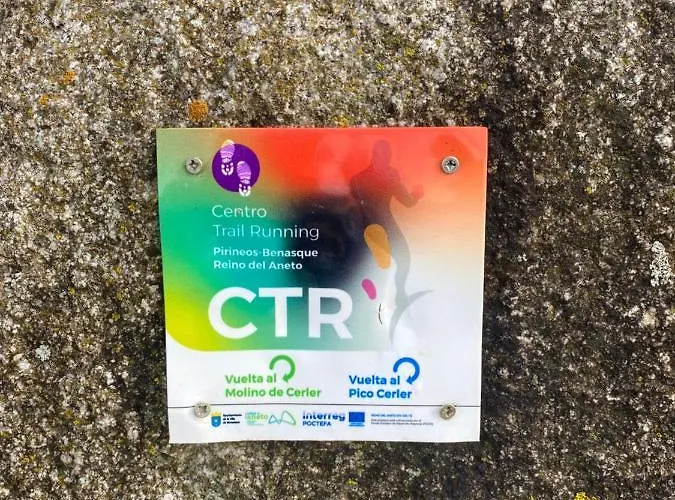 Centro
Trail Running
Pirineos-Benasque
Reino del Aneto
CTR
Vuelta al
Molino de Cerler
Vuelta al
Pico Cerler
Interreg
POCTEFA